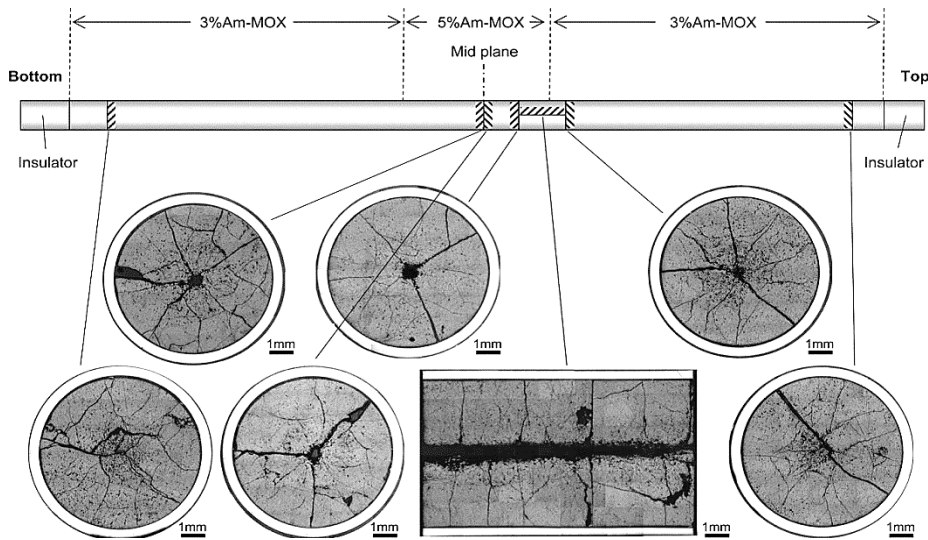 3%Am-MOX 5%Am-MOX 3%Am-MOX
Mid plane
Bottom Top
Insulator Insulator
1mm 1mm 1mm
1mm 1mm 1mm 1mm